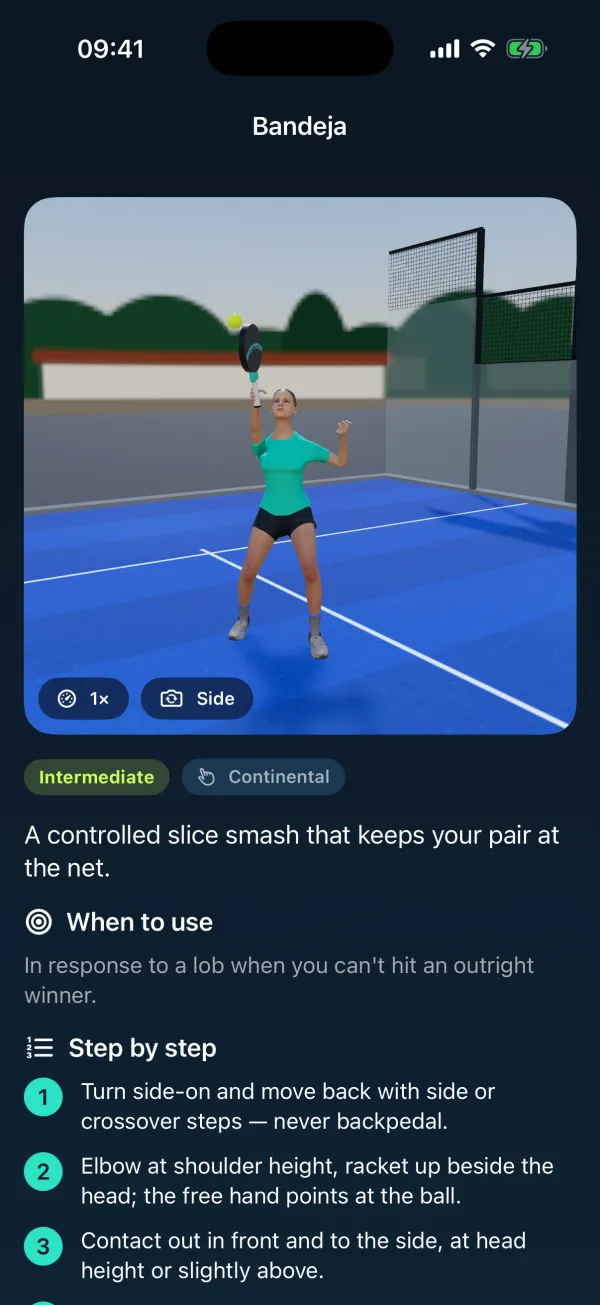 09:41
Bandeja
1×
Side
Intermediate
Continental
A controlled slice smash that keeps your pair at
the net.
When to use
In response to a lob when you can't hit an outright
winner.
Step by step
1
Turn side-on and move back with side or
crossover steps — never backpedal.
2
Elbow at shoulder height, racket up beside the
head; the free hand points at the ball.
3
Contact out in front and to the side, at head
height or slightly above.